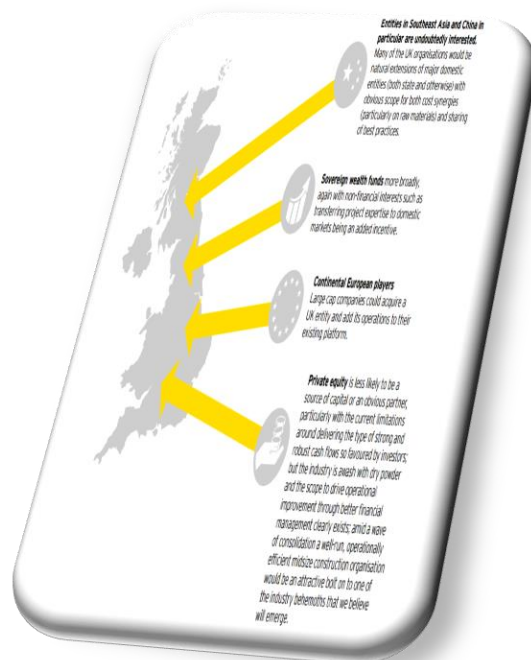 Entities in Southeast Asia and China in
particular are undoubtedly interested.
Many of the UK organisations would be
natural extensions of major domestic
entities (both state and otherwise) with
obvious scope for both cost synergies
(particularly on raw materials) and sharing
of best practices.
Sovereign wealth funds more broadly,
again with non-financial interests such as
transferring project expertise to domestic
markets being an added incentive.
Continental European players
Large cap companies could acquire a
UK entity and add its operations to their
existing platform.
Private equity is less likely to be a
source of capital or an obvious partner,
particularly with the current limitations
around delivering the type of strong and
robust cash flows so favoured by investors;
but the industry is awash with dry powder
and the scope to drive operational
improvement through better financial
management clearly exists; amid a wave
of consolidation a well-run, operationally
efficient midsize construction organisation
would be an attractive bolt on to one of
the industry behemoths that we believe
will emerge.